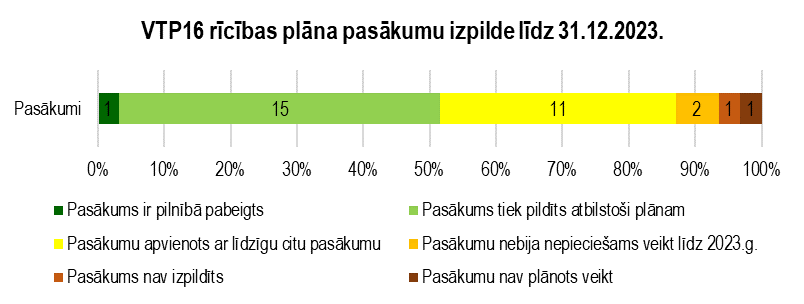 VTP16 rīcības plāna pasākumu izpilde līdz 31.12.2023.
Pasākumi 1 15 11 2 1 1
0% 10% 20% 30% 40% 50% 60% 70% 80% 90% 100%
Pasākums ir pilnībā pabeigts Pasākums tiek pildīts atbilstoši plānam
Pasākumu apvienots ar līdzīgu citu pasākumu Pasākumu nebija nepieciešams veikt līdz 2023.g.
Pasākums nav izpildīts Pasākumu nav plānots veikt